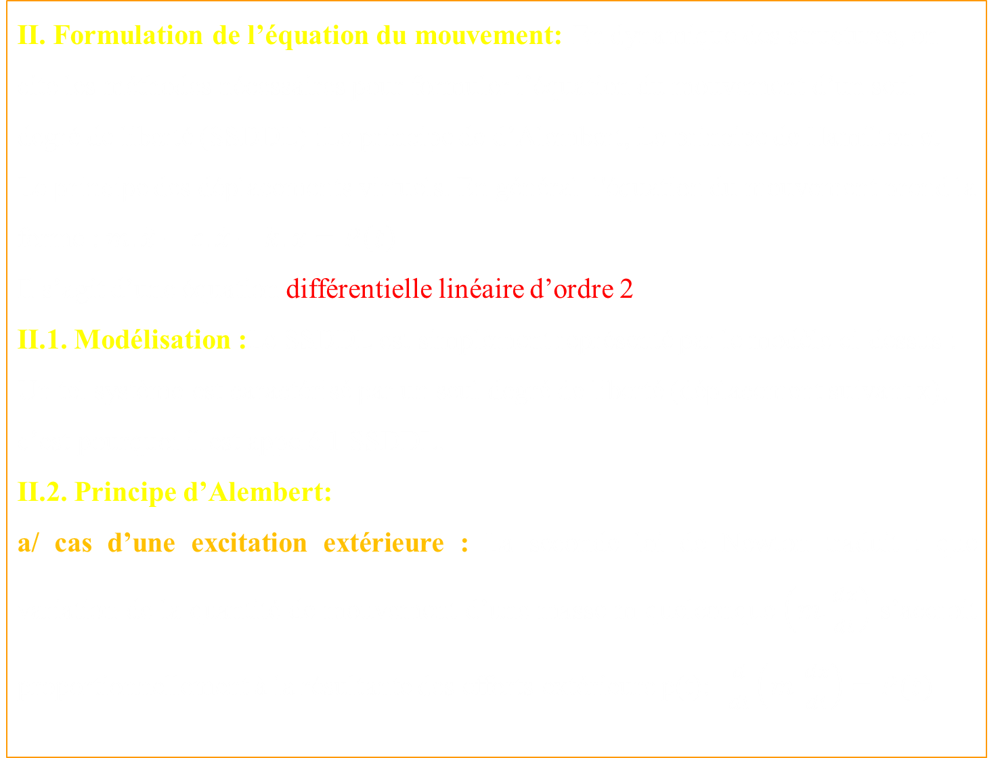 II. Formulation de l’équation du mouvement:
différentielle linéaire d’ordre 2
II.1. Modélisation :
II.2. Principe d’Alembert:
a/ cas d’une excitation extérieure :